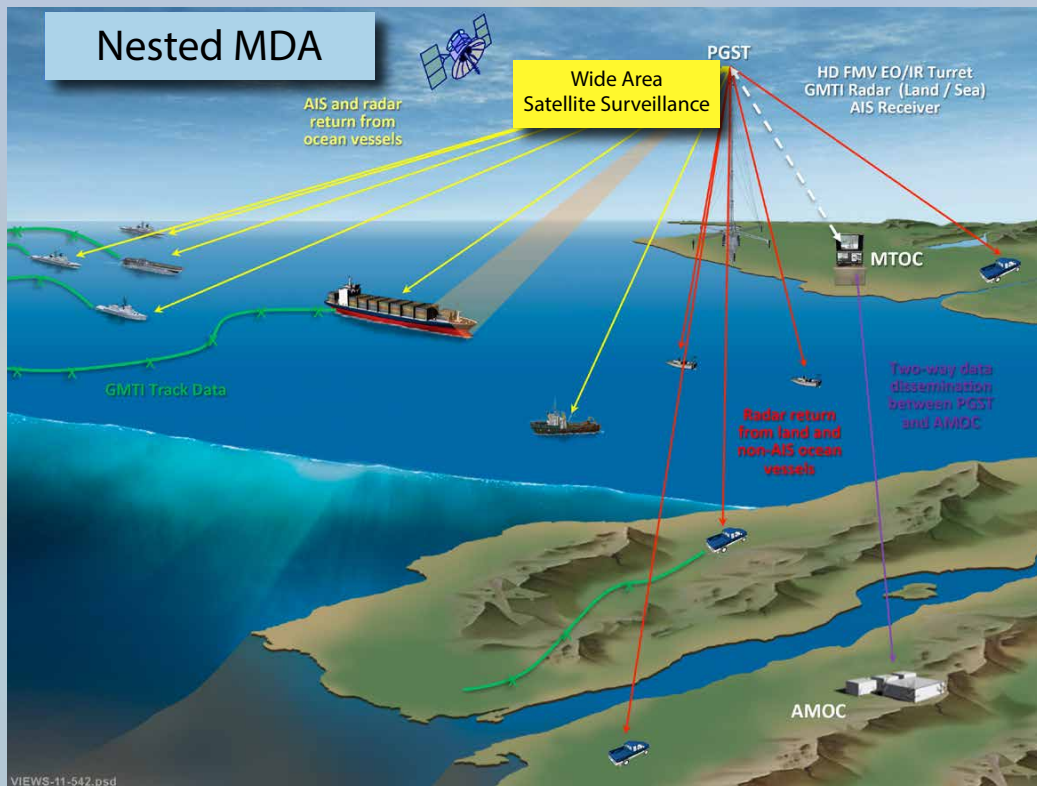 Nested MDA
PGST
Wide Area
Satellite Surveillance
HD FMV EO/IR Turret
GMTI Radar (Land / Sea)
AIS Receiver
AIS and radar
return from
ocean vessels
MTOC
GMTI Track Data
Two-way data
dissemination
between PGST
and AMOC
Radar return
from land and
non-AIS ocean
vessels
AMOC
VIEWS-11-542.psd